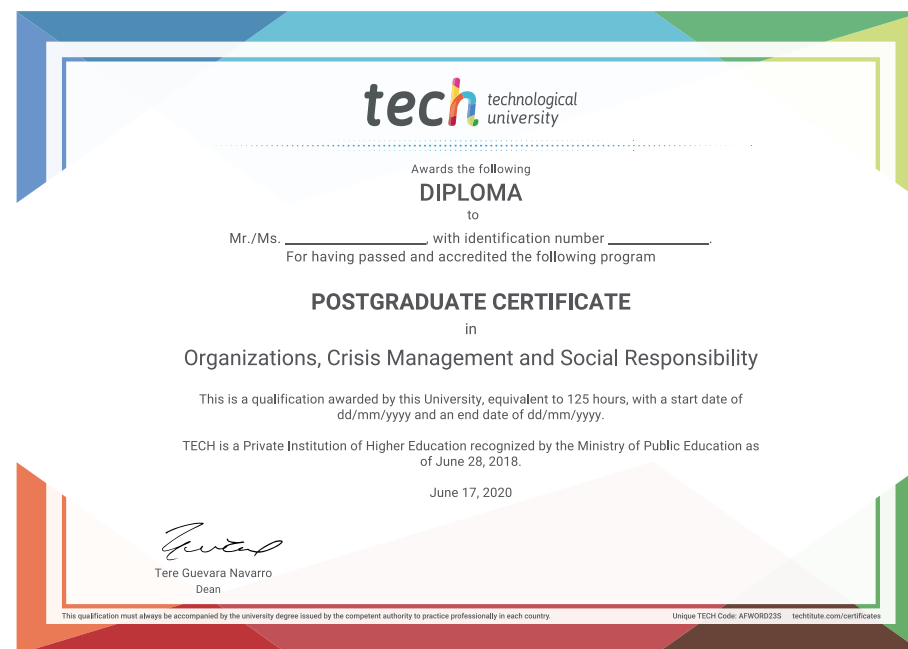 tech technological
university
Awards the following
DIPLOMA
to
Mr./Ms. ____________, with identification number ____________.
For having passed and accredited the following program
POSTGRADUATE CERTIFICATE
in
Organizations, Crisis Management and Social Responsibility
This is a qualification awarded by this University, equivalent to 125 hours, with a start date of
dd/mm/yyyy and an end date of dd/mm/yyyy.
TECH is a Private Institution of Higher Education recognized by the Ministry of Public Education as
of June 28, 2018.
June 17, 2020
Tere Guevara Navarro
Dean
This qualification must always be accompanied by the university degree issued by the competent authority to practice professionally in each country. Unique TECH Code: AFWORD23S techtitute.com/certificates